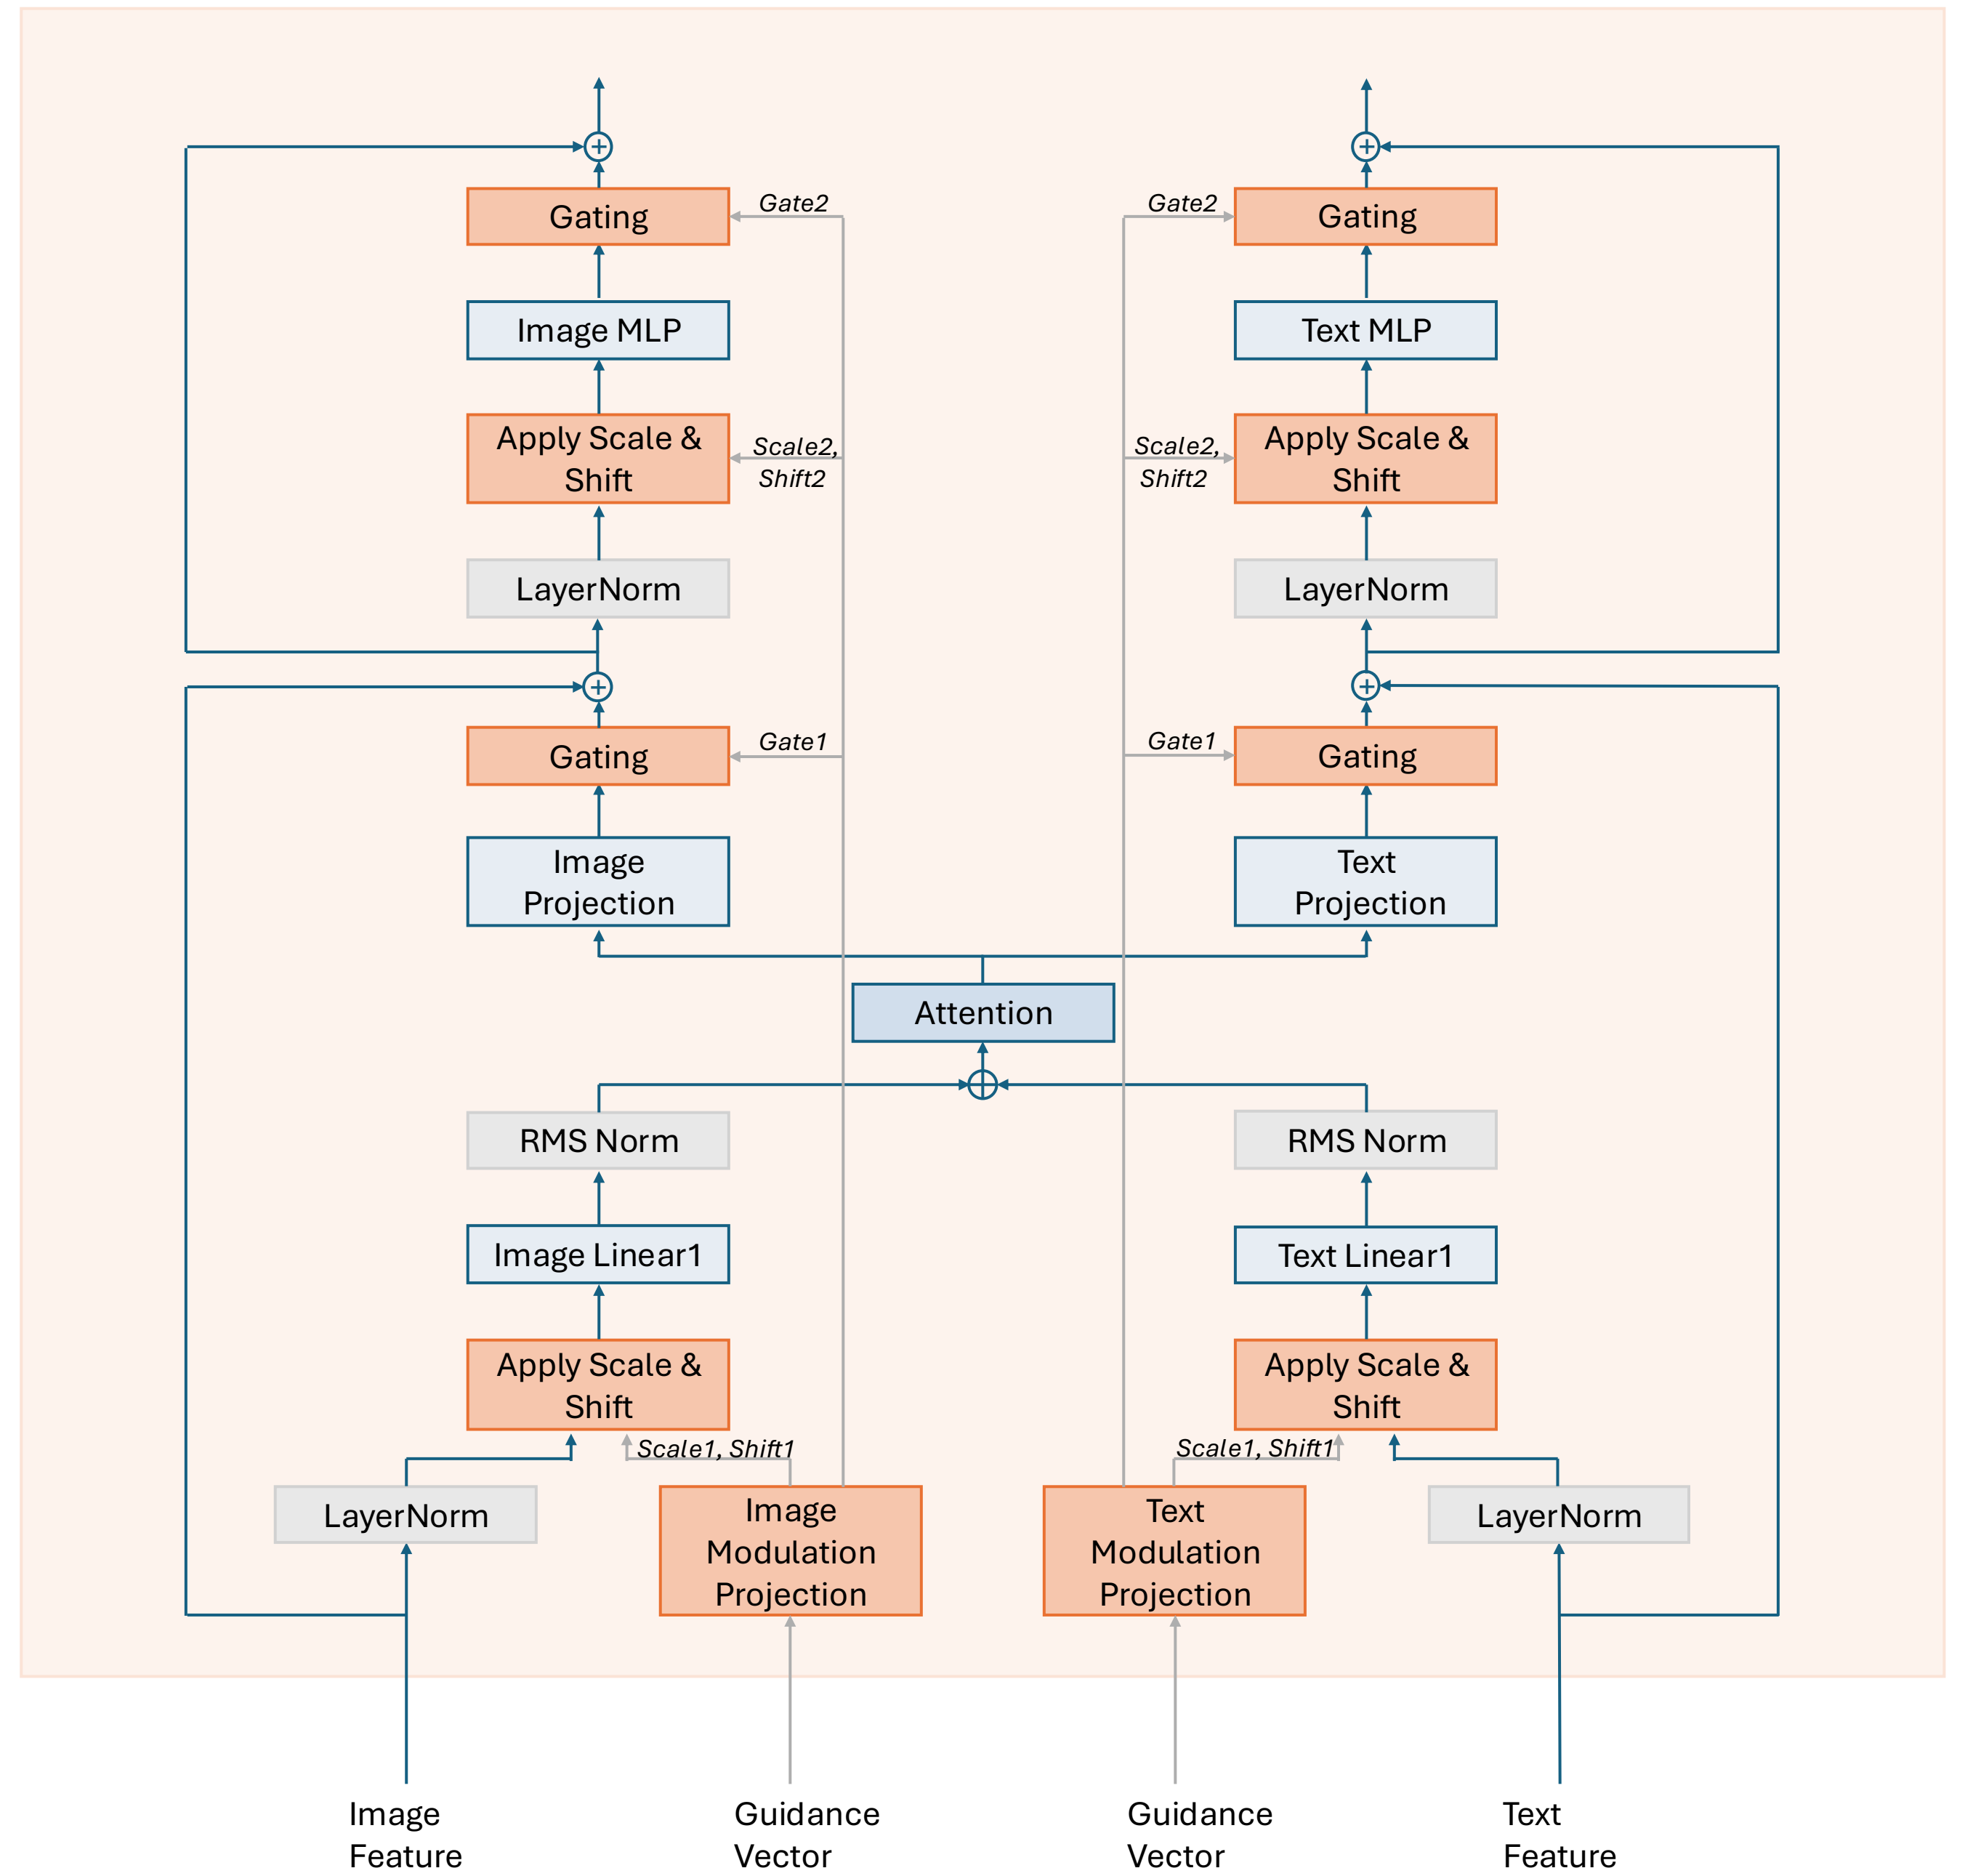 Gating
Gate2
Gate2
Gating
Image MLP
Text MLP
Apply Scale &
Shift
Scale2,
Shift2
Scale2,
Shift2
Apply Scale &
Shift
LayerNorm
LayerNorm
Gating
Gate1
Gate1
Gating
Image
Projection
Text
Projection
Attention
RMS Norm
RMS Norm
Image Linear1
Text Linear1
Apply Scale &
Shift
Apply Scale &
Shift
Scale1, Shift1
Scale1, Shift1
LayerNorm
Image
Modulation
Projection
Text
Modulation
Projection
LayerNorm
Image
Feature
Guidance
Vector
Guidance
Vector
Text
Feature